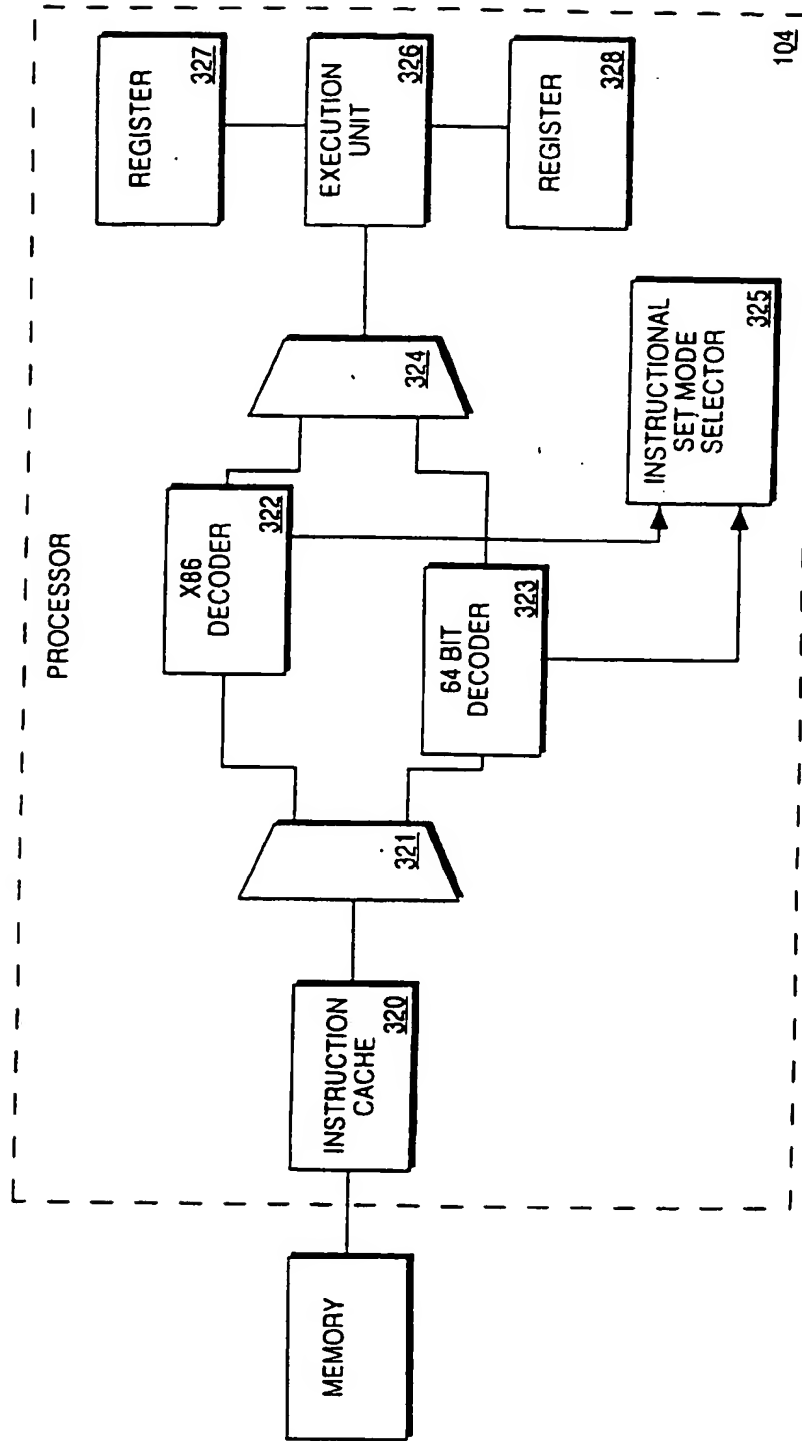 PROCESSOR
MEMORY
INSTRUCTION
CACHE
320
321
X86
DECODER
322
64 BIT
DECODER
323
324
INSTRUCTIONAL
SET MODE
SELECTOR
325
REGISTER
327
EXECUTION
UNIT
326
REGISTER
328
104